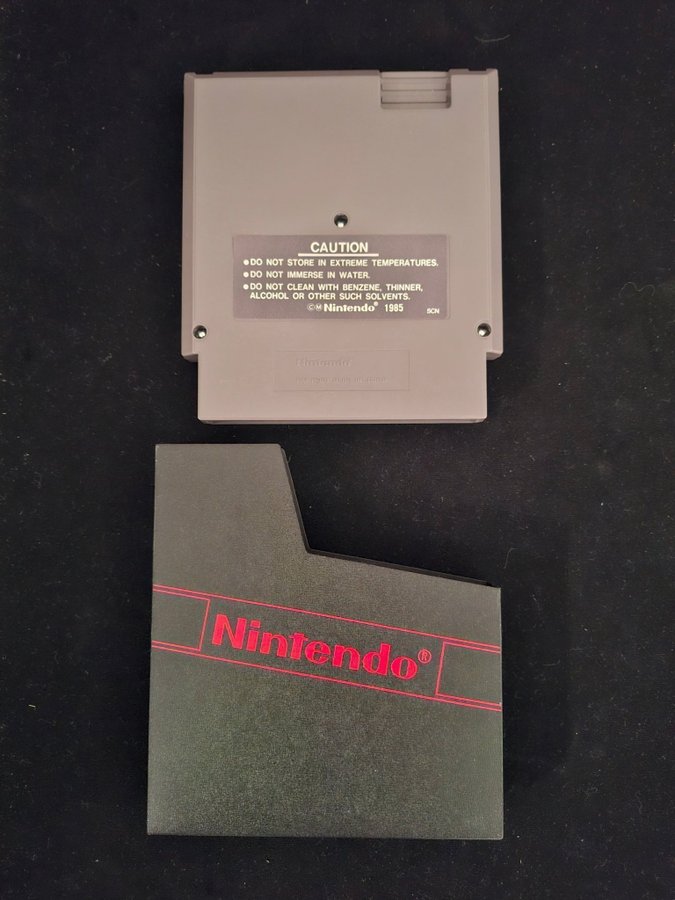 CAUTION
●DO NOT STORE IN EXTREME TEMPERATURES.
●DO NOT IMMERSE IN WATER.
●DO NOT CLEAN WITH BENZENE, THINNER,
ALCOHOL OR OTHER SUCH SOLVENTS.
©M Nintendo® 1985 SCN
Nintendo
Nintendo®